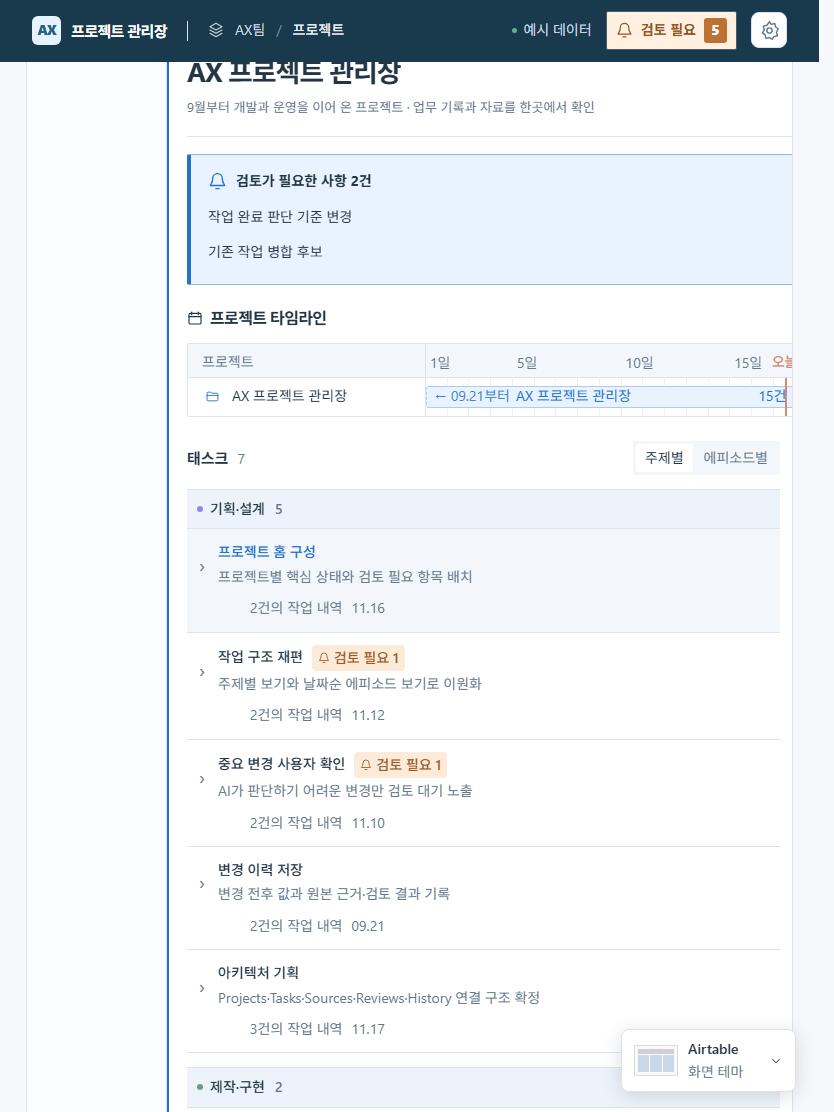 AX 프로젝트 관리장 AX팀 / 프로젝트 예시 데이터 검토 필요 5
AX 프로젝트 관리장
9월부터 개발과 운영을 이어 온 프로젝트 · 업무 기록과 자료를 한곳에서 확인
검토가 필요한 사항 2건
작업 완료 판단 기준 변경
기존 작업 병합 후보
프로젝트 타임라인
프로젝트 1일 5일 10일 15일
AX 프로젝트 관리장 ← 09.21부터 AX 프로젝트 관리장 15건
태스크 7 주제별 에피소드별
기획·설계 5
프로젝트 홈 구성
프로젝트별 핵심 상태와 검토 필요 항목 배치
2건의 작업 내역 11.16
작업 구조 재편 검토 필요 1
주제별 보기와 날짜순 에피소드 보기로 이원화
2건의 작업 내역 11.12
중요 변경 사용자 확인 검토 필요 1
AI가 판단하기 어려운 변경만 검토 대기 노출
2건의 작업 내역 11.10
변경 이력 저장
변경 전후 값과 원본 근거·검토 결과 기록
2건의 작업 내역 09.21
아키텍처 기획
Projects·Tasks·Sources·Reviews·History 연결 구조 확정
3건의 작업 내역 11.17
제작·구현 2
Airtable
화면 테마